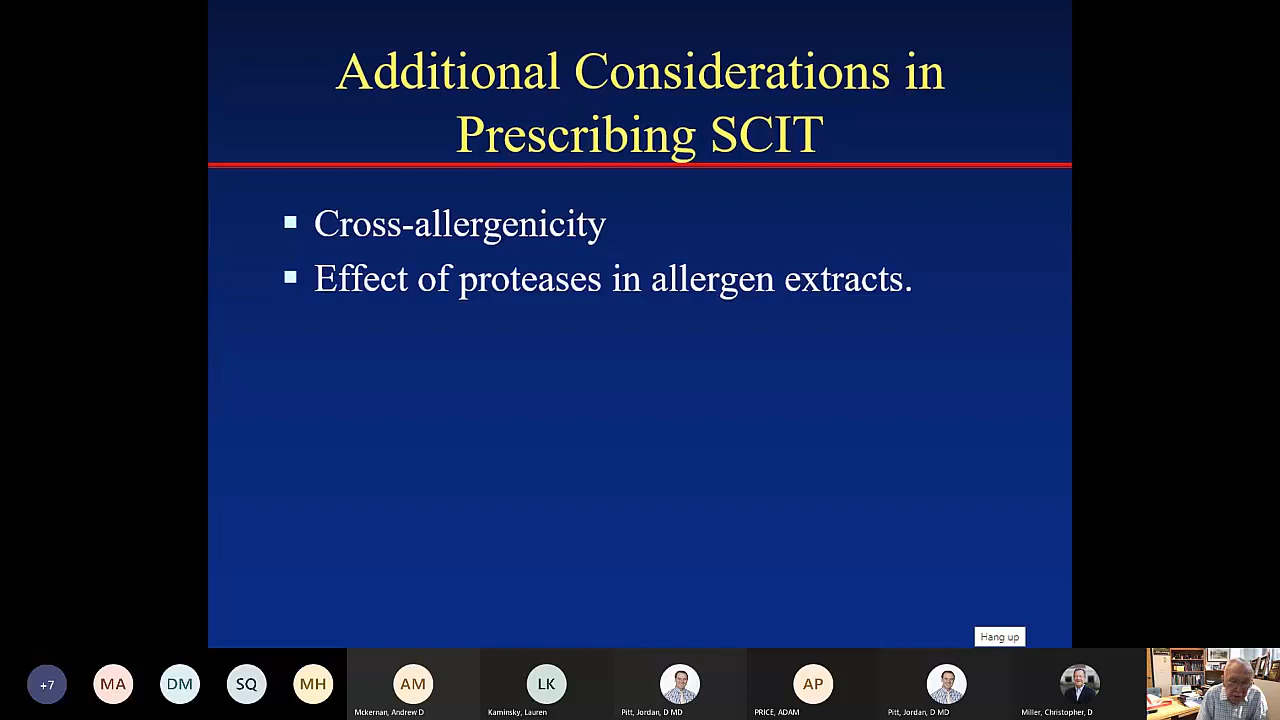 Additional Considerations in
Prescribing SCIT
Cross-allergenicity
Effect of proteases in allergen extracts.
Hang up
+7
MA
DM
SQ
MH
AM
LK
AP
Mckernan, Andrew D
Kaminsky, Lauren
Pitt, Jordan, D MD
PRICE, ADAM
Pitt, Jordan, D MD
Miller, Christopher, D